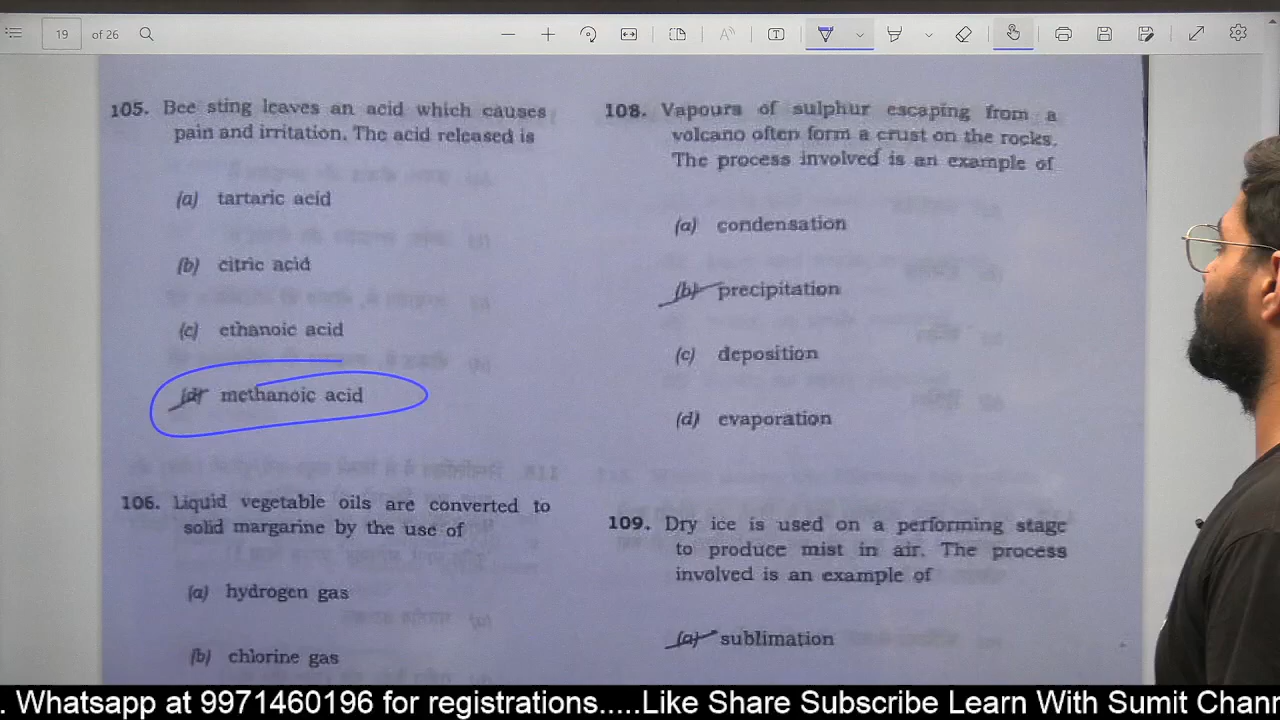 19 of 26
105. Bee sting leaves an acid which causes
pain and irritation. The acid released is
(a) tartaric acid
(b) citric acid
(c) ethanoic acid
(d) methanoic acid
106. Liquid vegetable oils are converted to
solid margarine by the use of
(a) hydrogen gas
(b) chlorine gas
108. Vapours of sulphur escaping from a
volcano often form a crust on the rocks.
The process involved is an example of
(a) condensation
(b) precipitation
(c) deposition
(d) evaporation
109. Dry ice is used on a performing stage
to produce mist in air. The process
involved is an example of
(a) sublimation
. Whatsapp at 9971460196 for registrations.....Like Share Subscribe Learn With Sumit Chann